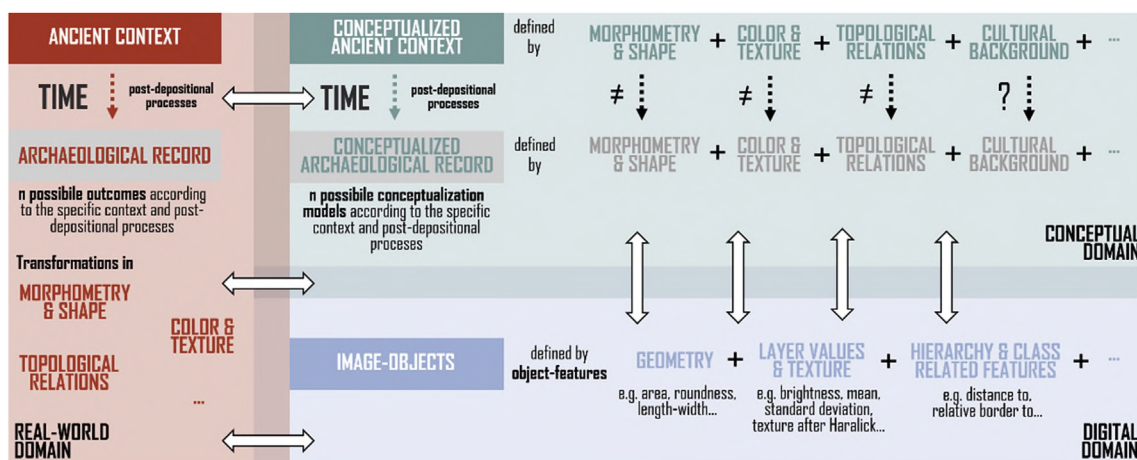 ANCIENT CONTEXT
TIME
post-depositional
processes
ARCHAEOLOGICAL RECORD
n possibile outcomes according
to the specific context and post-
depositional proceses
Transformations in
MORPHOMETRY
& SHAPE
COLOR &
TEXTURE
TOPOLOGICAL
RELATIONS
...
REAL-WORLD
DOMAIN
CONCEPTUALIZED
ANCIENT CONTEXT
defined
by
MORPHOMETRY
& SHAPE
+
COLOR &
TEXTURE
+
TOPOLOGICAL
RELATIONS
+
CULTURAL
BACKGROUND
+
...
TIME
post-depositional
processes
≠
≠
≠
?
CONCEPTUALIZED
ARCHAEOLOGICAL RECORD
defined
by
MORPHOMETRY
& SHAPE
+
COLOR &
TEXTURE
+
TOPOLOGICAL
RELATIONS
+
CULTURAL
BACKGROUND
+
...
n possibile conceptualization
models according to the specific
context and post-depositional
proceses
CONCEPTUAL
DOMAIN
IMAGE-OBJECTS
defined by
object-features
GEOMETRY
+
LAYER VALUES
& TEXTURE
+
HIERARCHY & CLASS
RELATED FEATURES
+
...
e.g. area, roundness,
length-width...
e.g. brightness, mean,
standard deviation,
texture after Haralick...
e.g. distance to,
relative border to...
DIGITAL
DOMAIN